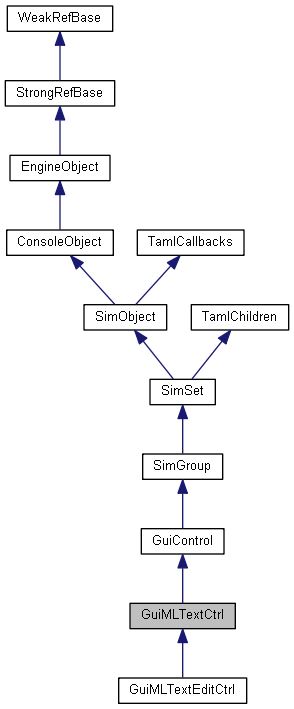 WeakRefBase
StrongRefBase
EngineObject
ConsoleObject
TamlCallbacks
SimObject
TamlChildren
SimSet
SimGroup
GuiControl
GuiMLTextCtrl
GuiMLTextEditCtrl